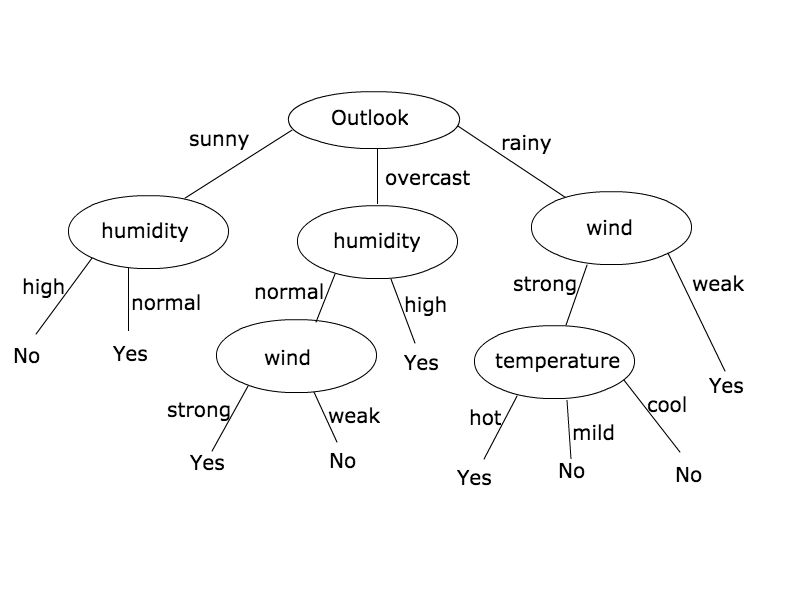 Outlook
sunny
overcast
rainy
humidity
humidity
wind
high
normal
normal
high
strong
weak
No
Yes
wind
Yes
temperature
Yes
strong
weak
hot
mild
cool
Yes
No
Yes
No
No